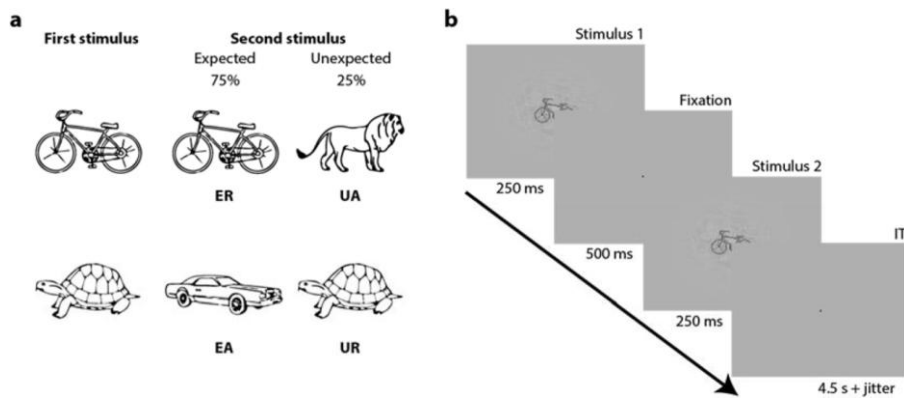 a
First stimulus
Second stimulus
Expected
Unexpected
75%
25%
ER
UA
EA
UR
b
Stimulus 1
Fixation
Stimulus 2
250 ms
500 ms
250 ms
4.5 s + jitter